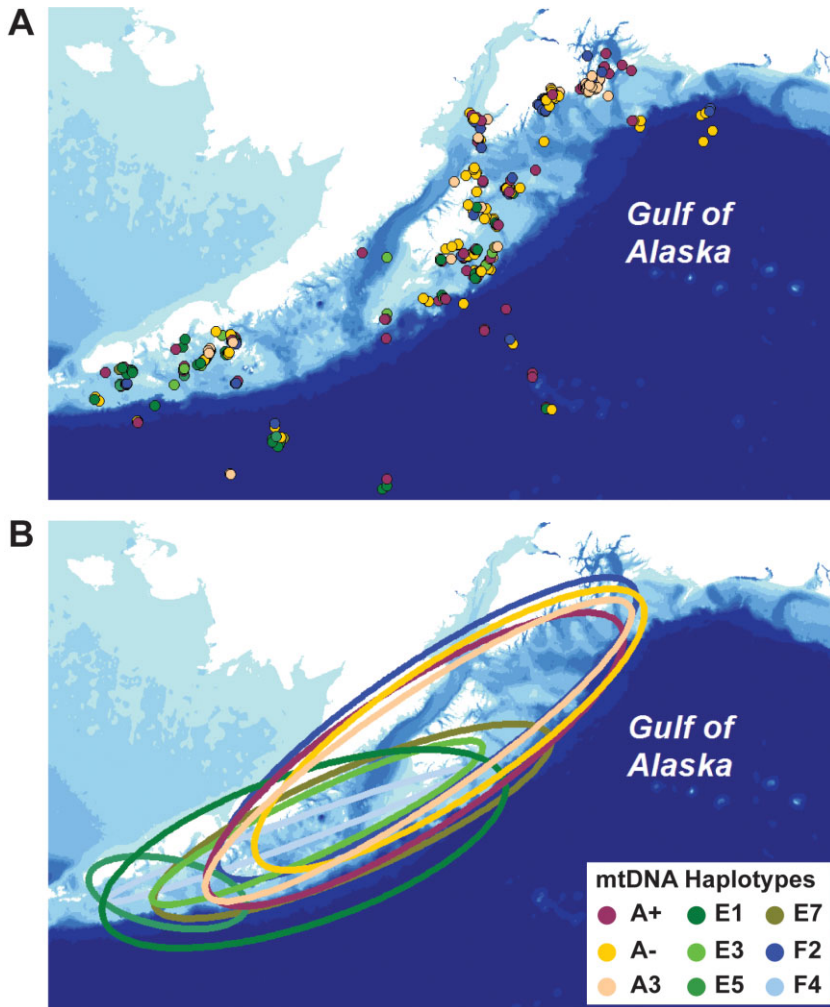 A
Gulf of
Alaska
B
Gulf of
Alaska
mtDNA Haplotypes
A+ E1 E7
A- E3 F2
A3 E5 F4